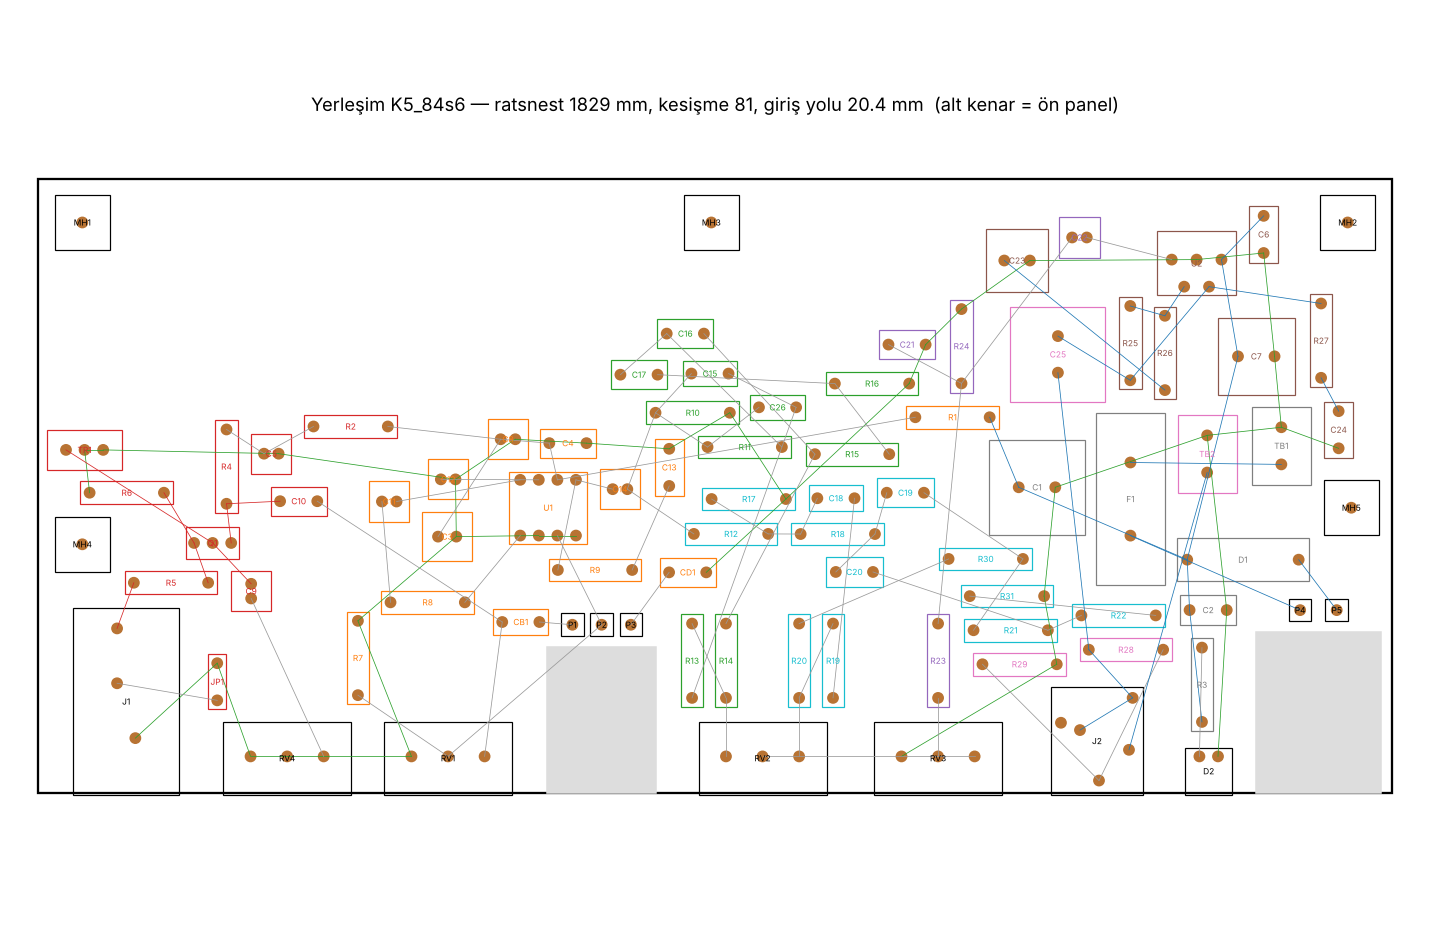 Yerleşim K5_84s6 — ratsnest 1829 mm, kesişme 81, giriş yolu 20.4 mm (alt kenar = ön panel)
MH1
MH3
MH2
C6
C23
C16
C21
R24
R25
R26
R27
C25
C7
C17
C15
R16
R10
C26
R1
R2
C4
R11
R15
C24
TB1
TB2
R4
C13
R6
C10
U1
R17
C18
C19
C1
F1
MH5
R12
R18
MH4
R9
CD1
C20
R30
D1
R5
C9
R8
R31
C2
P4
P5
CB1
P1
P2
P3
R21
R22
R7
R13
R14
R20
R19
R23
R29
R28
R3
JP1
J1
J2
RV4
RV1
RV2
RV3
D2